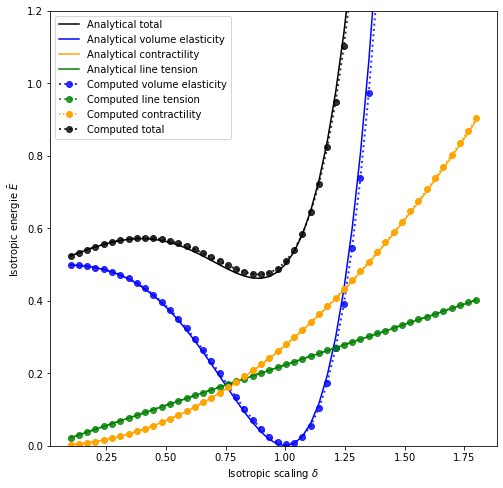 Analytical total
Analytical volume elasticity
Analytical contractility
Analytical line tension
Computed volume elasticity
Computed line tension
Computed contractility
Computed total
Isotropic energie Ē
1.2
1.0
0.8
0.6
0.4
0.2
0.0
0.25
0.50
0.75
1.00
1.25
1.50
1.75
Isotropic scaling δ